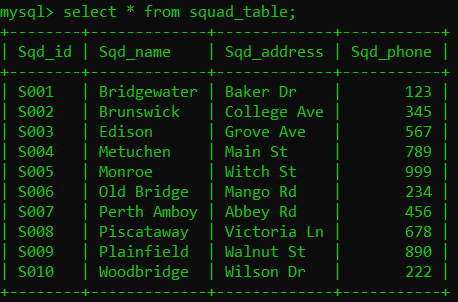 mysql> select * from squad_table;
+--------+-------------+-------------+-----------+
| Sqd_id | Sqd_name    | Sqd_address | Sqd_phone |
+--------+-------------+-------------+-----------+
| S001   | Bridgewater | Baker Dr    |       123 |
| S002   | Brunswick   | College Ave |       345 |
| S003   | Edison      | Grove Ave   |       567 |
| S004   | Metuchen    | Main St     |       789 |
| S005   | Monroe      | Witch St    |       999 |
| S006   | Old Bridge  | Mango Rd    |       234 |
| S007   | Perth Amboy | Abbey Rd    |       456 |
| S008   | Piscataway  | Victoria Ln |       678 |
| S009   | Plainfield  | Walnut St   |       890 |
| S010   | Woodbridge  | Wilson Dr   |       222 |
+--------+-------------+-------------+-----------+